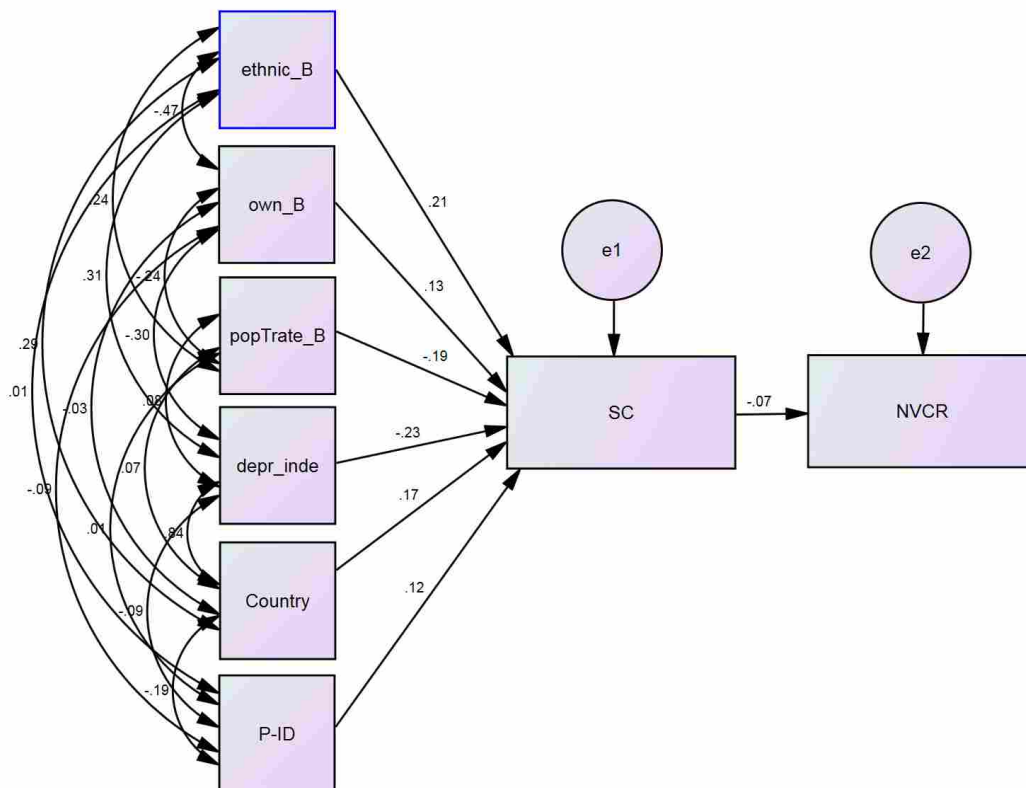 ethnic_B
-.47
own_B
.24
.21
e1
e2
-.24
.31
.13
popTrate_B
-.30
.29
-.19
.01
-.03
.08
SC
-.07
NVCR
-.23
depr_inde
.07
-.09
.17
.01
.84
.12
Country
-.09
-.19
P-ID